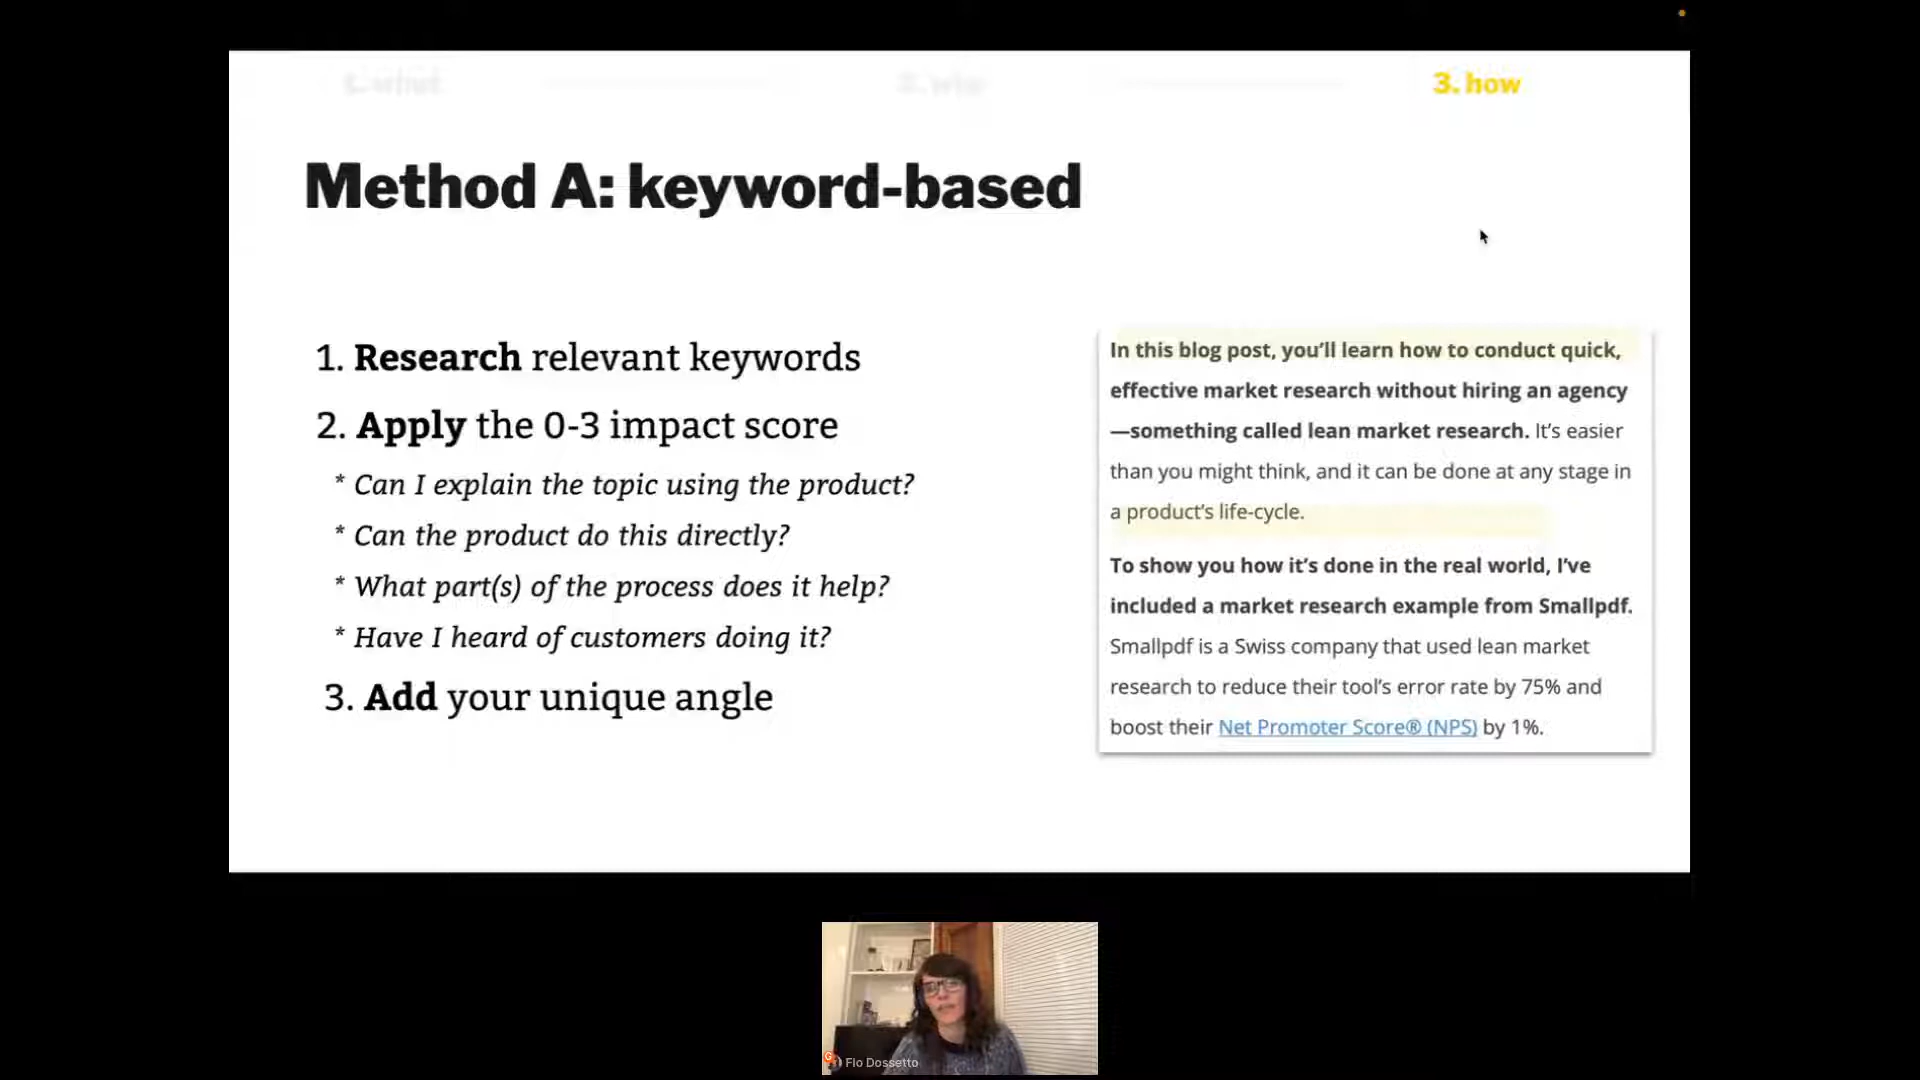 1. what
2. why
3. how
Method A: keyword-based
1. Research relevant keywords
2. Apply the 0-3 impact score
* Can I explain the topic using the product?
* Can the product do this directly?
* What part(s) of the process does it help?
* Have I heard of customers doing it?
3. Add your unique angle
In this blog post, you’ll learn how to conduct quick,
effective market research without hiring an agency
—something called lean market research. It’s easier
than you might think, and it can be done at any stage in
a product’s life-cycle.
To show you how it’s done in the real world, I’ve
included a market research example from Smallpdf.
Smallpdf is a Swiss company that used lean market
research to reduce their tool’s error rate by 75% and
boost their Net Promoter Score® (NPS) by 1%.
G
Flo Dossetto